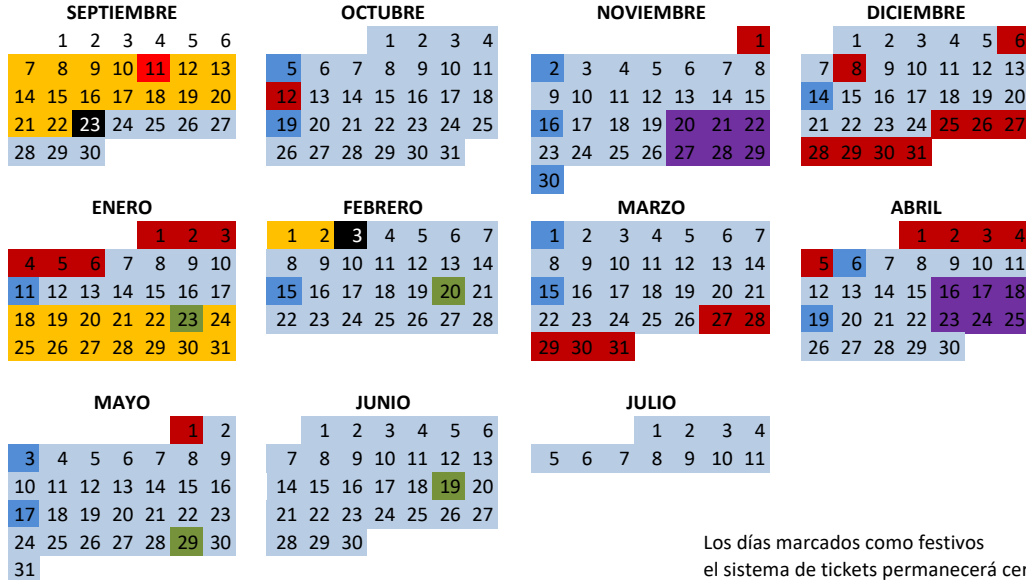 SEPTIEMBRE OCTUBRE NOVIEMBRE DICIEMBRE
1 2 3 4 5 6 1 2 3 4 1 1 2 3 4 5 6
7 8 9 10 11 12 13 5 6 7 8 9 10 11 2 3 4 5 6 7 8 7 8 9 10 11 12 13
14 15 16 17 18 19 20 12 13 14 15 16 17 18 9 10 11 12 13 14 15 14 15 16 17 18 19 20
21 22 23 24 25 26 27 19 20 21 22 23 24 25 16 17 18 19 20 21 22 21 22 23 24 25 26 27
28 29 30 26 27 28 29 30 31 23 24 25 26 27 28 29 28 29 30 31
30
ENERO FEBRERO MARZO ABRIL
1 2 3 1 2 3 4 5 6 7 1 2 3 4 5 6 7 1 2 3 4
4 5 6 7 8 9 10 8 9 10 11 12 13 14 8 9 10 11 12 13 14 5 6 7 8 9 10 11
11 12 13 14 15 16 17 15 16 17 18 19 20 21 15 16 17 18 19 20 21 12 13 14 15 16 17 18
18 19 20 21 22 23 24 22 23 24 25 26 27 28 22 23 24 25 26 27 28 19 20 21 22 23 24 25
25 26 27 28 29 30 31 29 30 31 26 27 28 29 30
MAYO JUNIO JULIO
1 2 1 2 3 4 5 6 1 2 3 4
3 4 5 6 7 8 9 7 8 9 10 11 12 13 5 6 7 8 9 10 11
10 11 12 13 14 15 16 14 15 16 17 18 19 20
17 18 19 20 21 22 23 21 22 23 24 25 26 27
24 25 26 27 28 29 30 28 29 30
31
Los días marcados como festivos
el sistema de tickets permanecerá